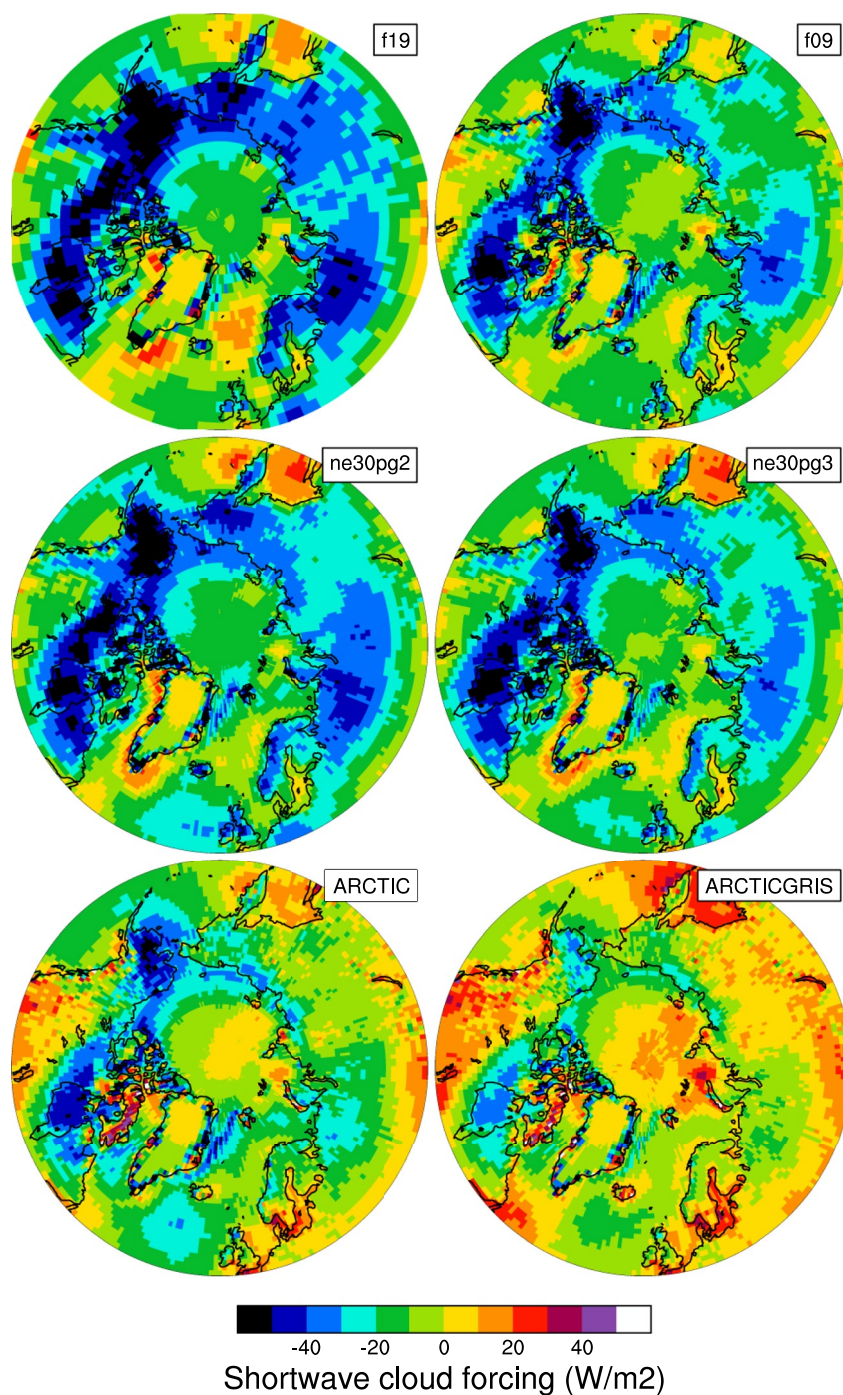 f19
f09
ne30pg2
ne30pg3
ARCTIC
ARCTICGRIS
-40 -20 0 20 40
Shortwave cloud forcing (W/m2)